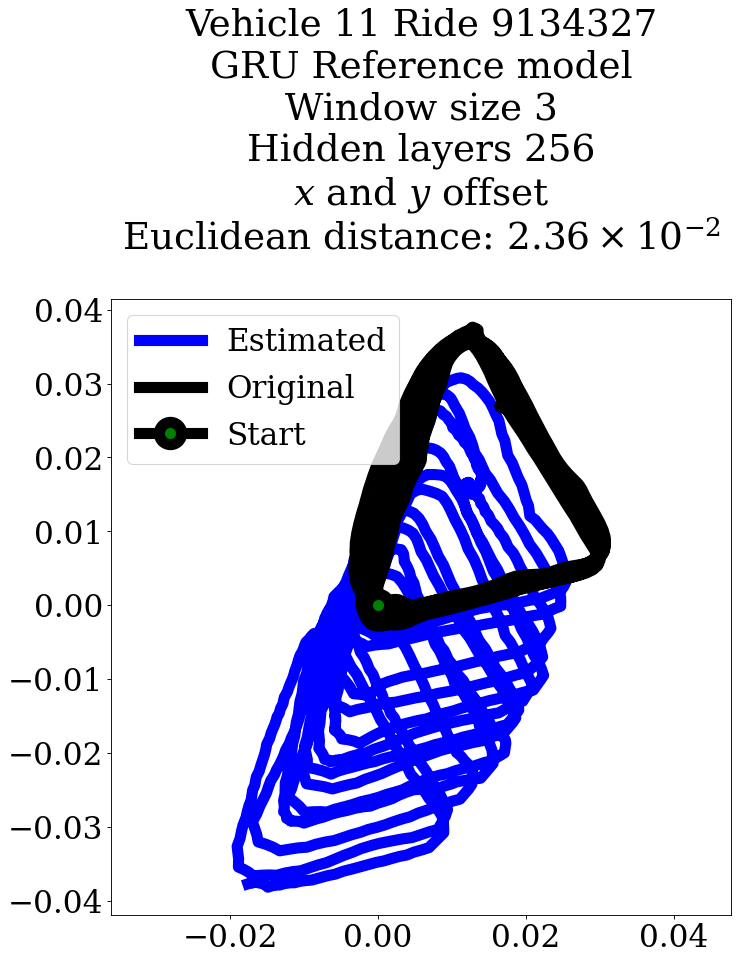 Vehicle 11 Ride 9134327
GRU Reference model
Window size 3
Hidden layers 256
x and y offset
Euclidean distance: 2.36 × 10⁻²
Estimated
Original
Start
0.04
0.03
0.02
0.01
0.00
−0.01
−0.02
−0.03
−0.04
−0.02 0.00 0.02 0.04